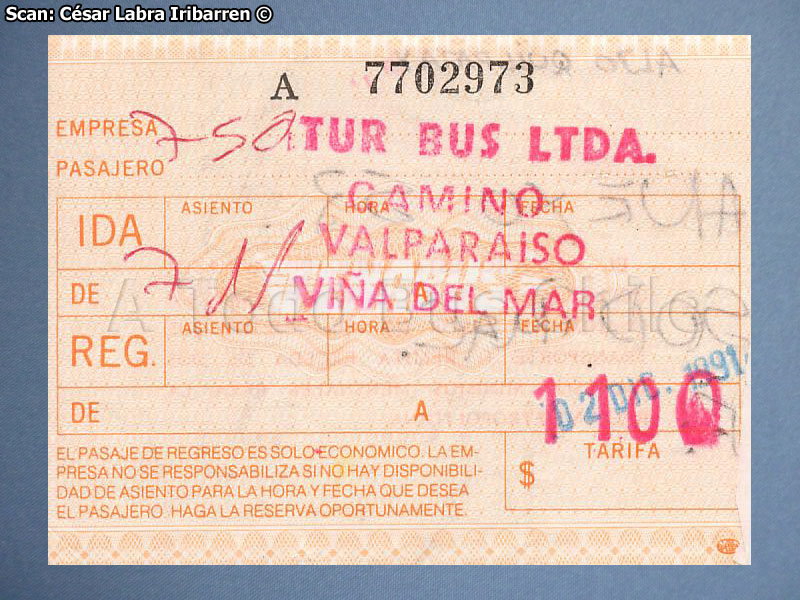 Scan: César Labra Iribarren ©
A 7702973
EMPRESA TUR BUS LTDA.
PASAJERO
CAMINO
IDA ASIENTO HORA FECHA
VALPARAISO
DE A
VIÑA DEL MAR
REG. ASIENTO HORA FECHA
02 DIC. 1991
1100
DE A
TARIFA
$
EL PASAJE DE REGRESO ES SOLO ECONOMICO. LA EM-
PRESA NO SE RESPONSABILIZA SI NO HAY DISPONIBILI-
DAD DE ASIENTO PARA LA HORA Y FECHA QUE DESEA
EL PASAJERO. HAGA LA RESERVA OPORTUNAMENTE.